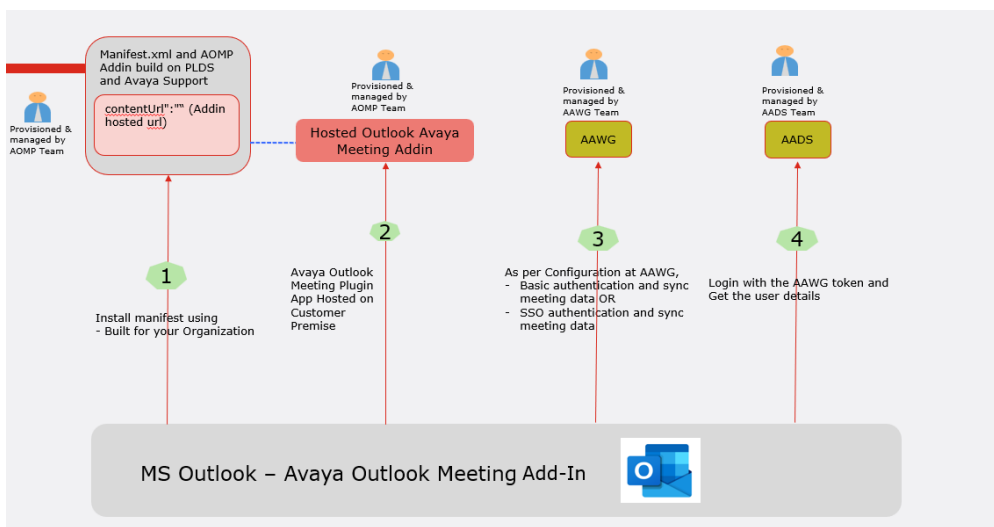 Manifest.xml and AOMP
Addin build on PLDS
and Avaya Support
contentUrl":"" (Addin
hosted url)
Provisioned &
managed by
AOMP Team
Provisioned &
managed by
AOMP Team
Hosted Outlook Avaya
Meeting Addin
Provisioned &
managed by
AAWG Team
AAWG
Provisioned &
managed by
AADS Team
AADS
1
Install manifest using
- Built for your Organization
2
Avaya Outlook
Meeting Plugin
App Hosted on
Customer
Premise
3
As per Configuration at AAWG,
- Basic authentication and sync
meeting data OR
- SSO authentication and sync
meeting data
4
Login with the AAWG token and
Get the user details
MS Outlook – Avaya Outlook Meeting Add-In
O